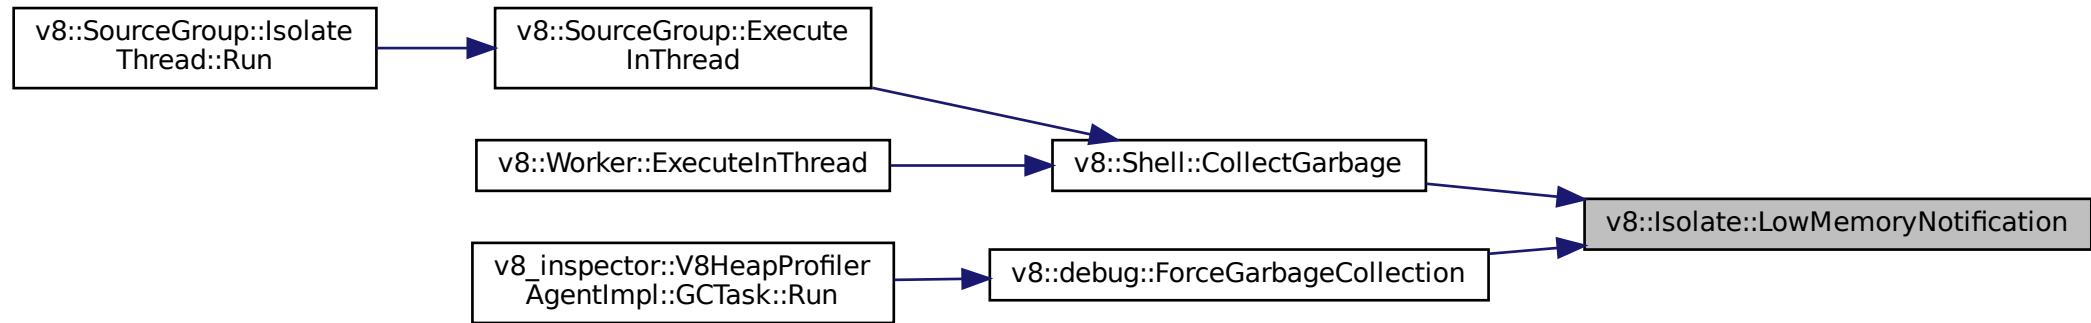 v8::SourceGroup::Isolate
Thread::Run
v8::SourceGroup::Execute
InThread
v8::Worker::ExecuteInThread
v8::Shell::CollectGarbage
v8::Isolate::LowMemoryNotification
v8_inspector::V8HeapProfiler
AgentImpl::GCTask::Run
v8::debug::ForceGarbageCollection